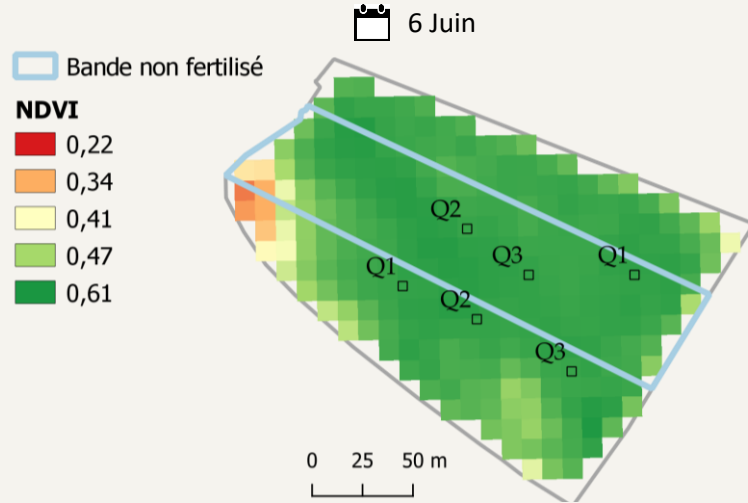 6 Juin
Bande non fertilisé
NDVI
0,22
0,34
0,41
0,47
0,61
Q2
Q3
Q1
Q1
Q2
Q3
0 25 50 m